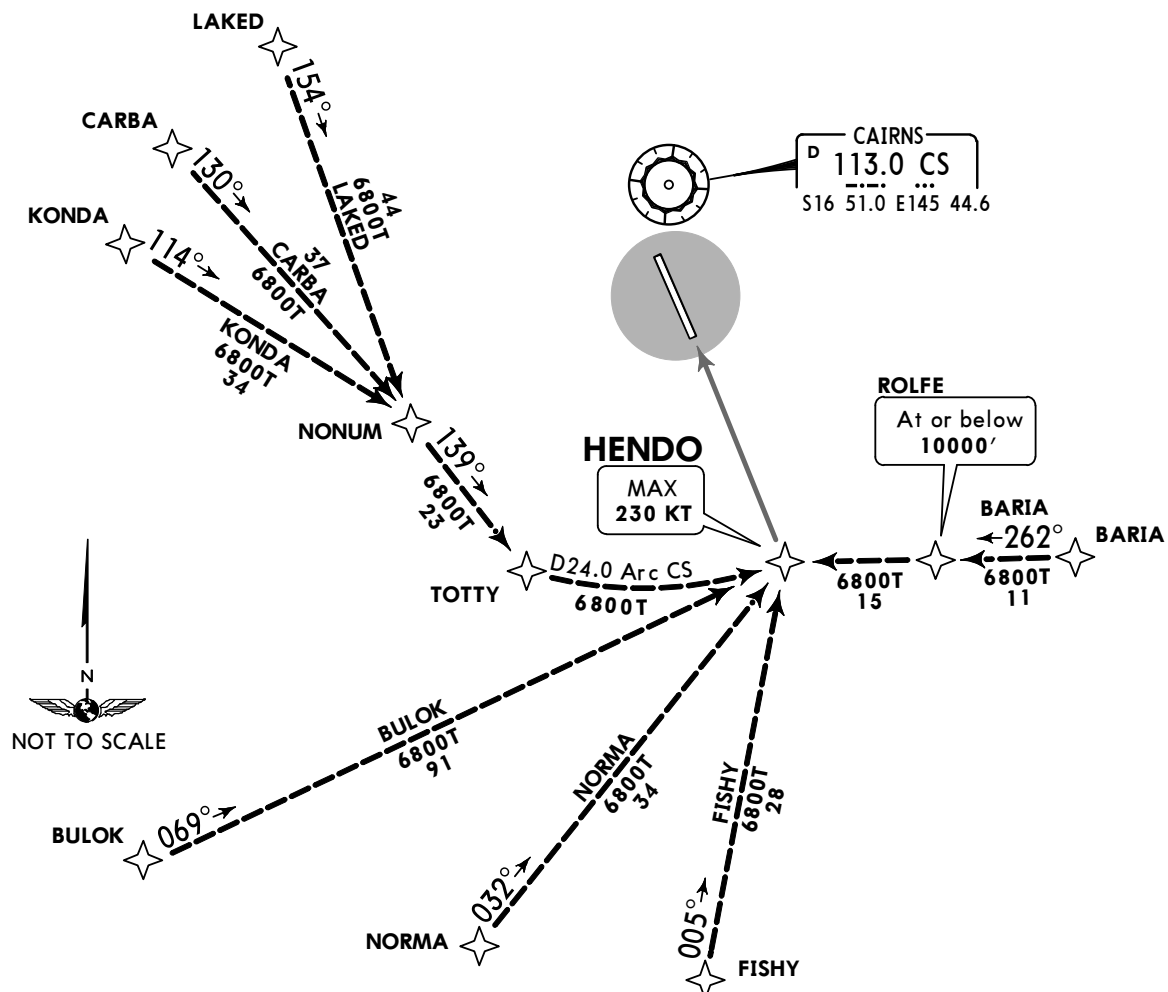 LAKED
154°
44
6800T
LAKED
CARBA
130°
37
CARBA
6800T
KONDA
114°
KONDA
6800T
34
CAIRNS
D 113.0 CS
S16 51.0 E145 44.6
NONUM
139°
6800T
23
TOTTY
D24.0 Arc CS
6800T
HENDO
MAX
230 KT
ROLFE
At or below
10000'
BARIA
262°
BARIA
6800T
15
6800T
11
N
NOT TO SCALE
BULOK
6800T
91
BULOK
069°
NORMA
6800T
34
NORMA
032°
FISHY
6800T
28
005°
FISHY